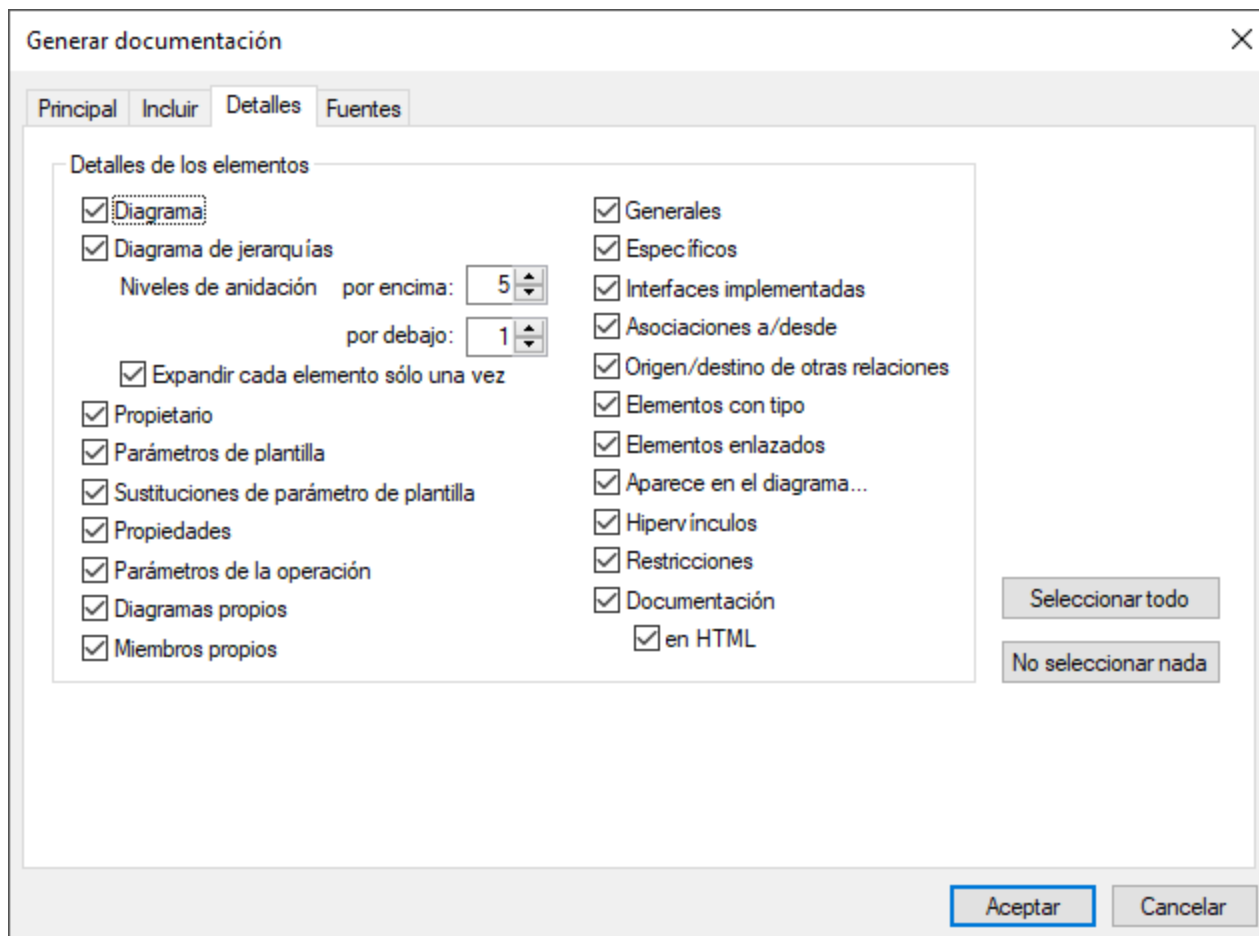 Generar documentación
Principal Incluir Detalles Fuentes
Detalles de los elementos
Diagrama
Diagrama de jerarquías
Niveles de anidación por encima: 5
por debajo: 1
Expandir cada elemento sólo una vez
Propietario
Parámetros de plantilla
Sustituciones de parámetro de plantilla
Propiedades
Parámetros de la operación
Diagramas propios
Miembros propios
Generales
Específicos
Interfaces implementadas
Asociaciones a/desde
Origen/destino de otras relaciones
Elementos con tipo
Elementos enlazados
Aparece en el diagrama...
Hipervínculos
Restricciones
Documentación
en HTML
Seleccionar todo
No seleccionar nada
Aceptar Cancelar